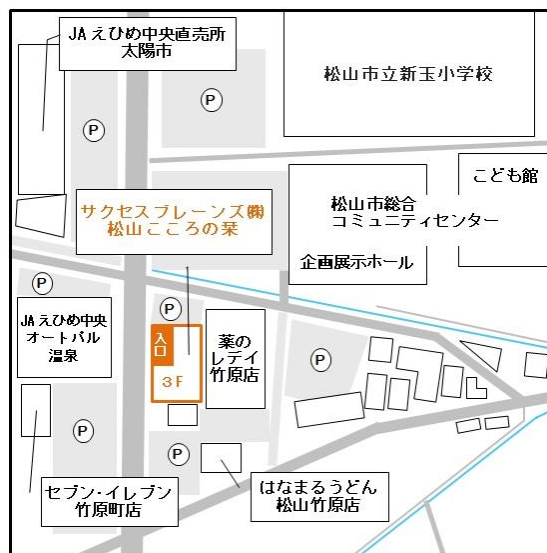 JAえひめ中央直売所
太陽市
松山市立新玉小学校
P
P
こども館
サクセスブレーンズ㈱
松山こころの栞
松山市総合
コミュニティセンター
企画展示ホール
P
P
JAえひめ中央
オートパル
温泉
入口
3F
薬の
レデイ
竹原店
P
P
P
セブン・イレブン
竹原町店
はなまるうどん
松山竹原店